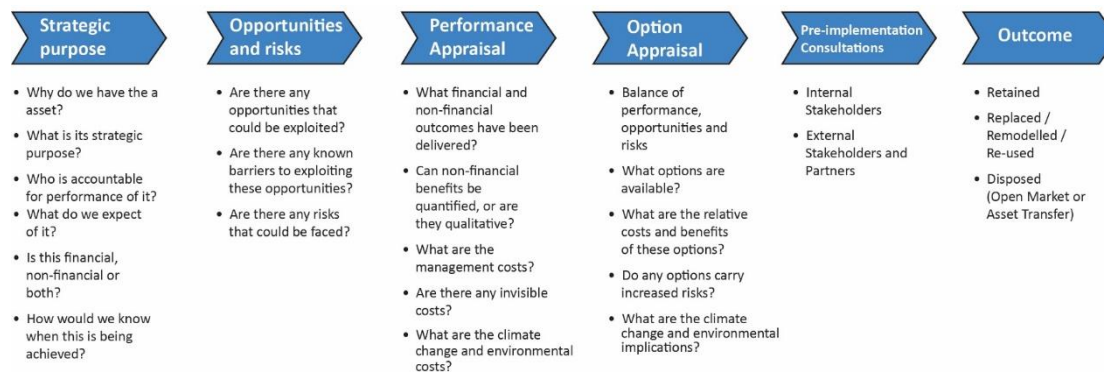 Strategic
purpose
• Why do we have the a
asset?
• What is its strategic
purpose?
• Who is accountable
for performance of it?
• What do we expect
of it?
• Is this financial,
non-financial or
both?
• How would we know
when this is being
achieved?
Opportunities
and risks
• Are there any
opportunities that
could be exploited?
• Are there any known
barriers to exploiting
these opportunities?
• Are there any risks
that could be faced?
Performance
Appraisal
• What financial and
non-financial
outcomes have been
delivered?
• Can non-financial
benefits be
quantified, or are
they qualitative?
• What are the
management costs?
• Are there any invisible
costs?
• What are the climate
change and environmental
costs?
Option
Appraisal
• Balance of
performance,
opportunities and
risks
• What options are
available?
• What are the relative
costs and benefits
of these options?
• Do any options carry
increased risks?
• What are the climate
change and environmental
implications?
Pre-implementation
Consultations
• Internal
Stakeholders
• External
Stakeholders and
Partners
Outcome
• Retained
• Replaced /
Remodelled /
Re-used
• Disposed
(Open Market or
Asset Transfer)